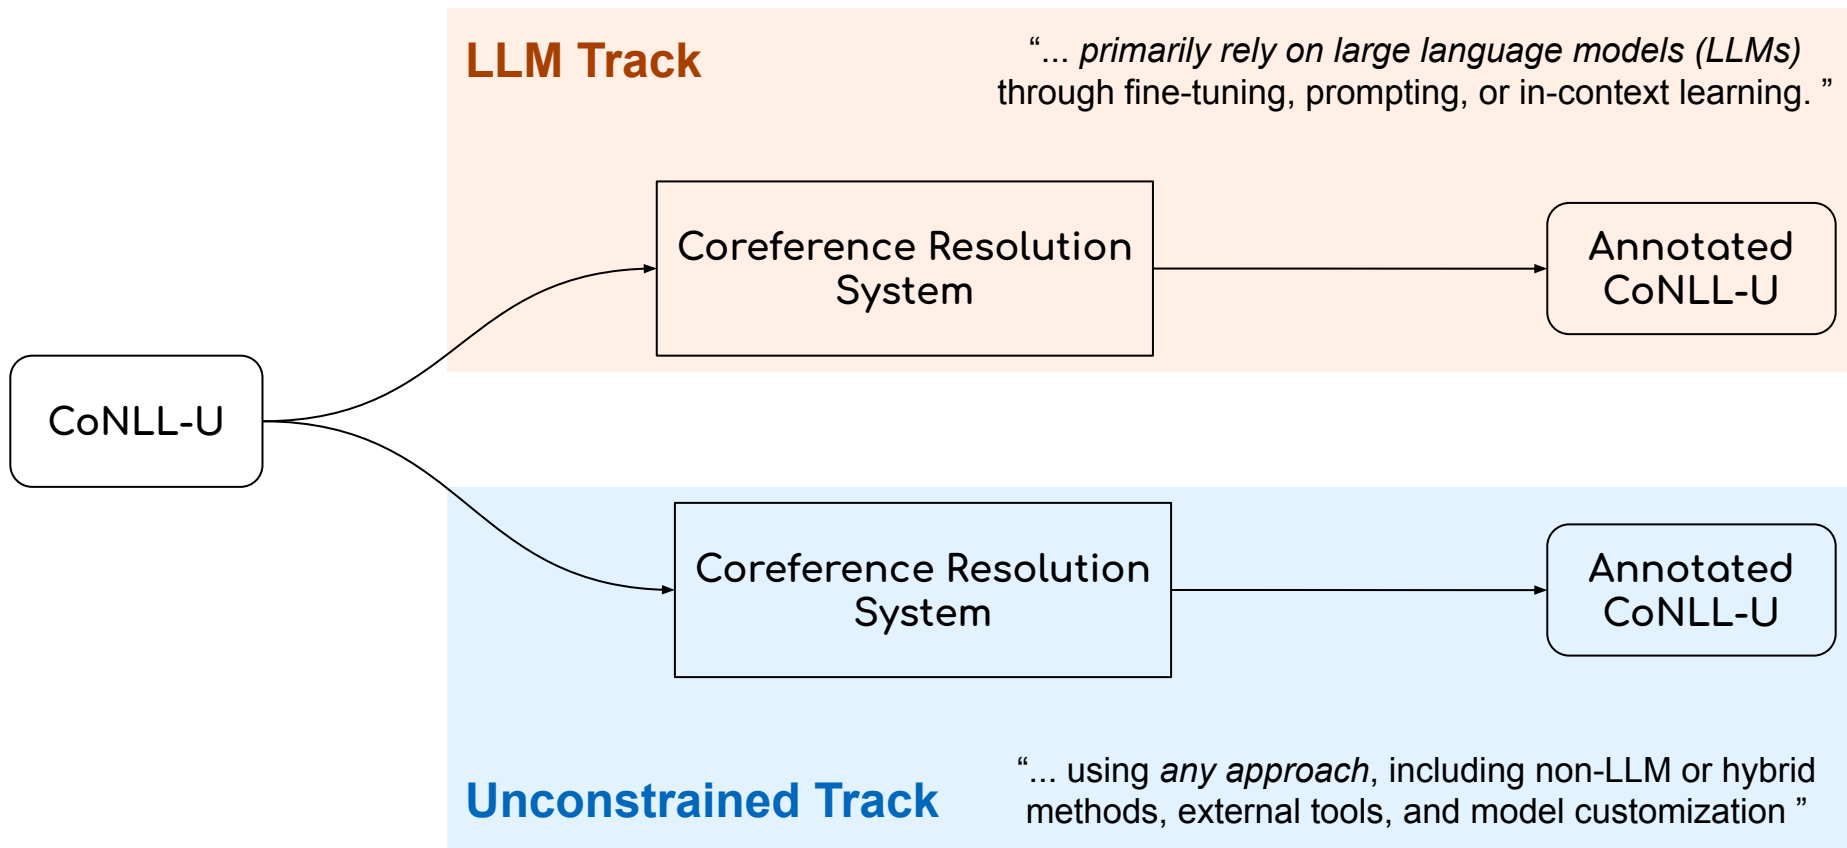 LLM Track
“... primarily rely on large language models (LLMs)
through fine-tuning, prompting, or in-context learning. ”
Coreference Resolution
System
Annotated
CoNLL-U
CoNLL-U
Coreference Resolution
System
Annotated
CoNLL-U
Unconstrained Track
“... using any approach, including non-LLM or hybrid
methods, external tools, and model customization ”